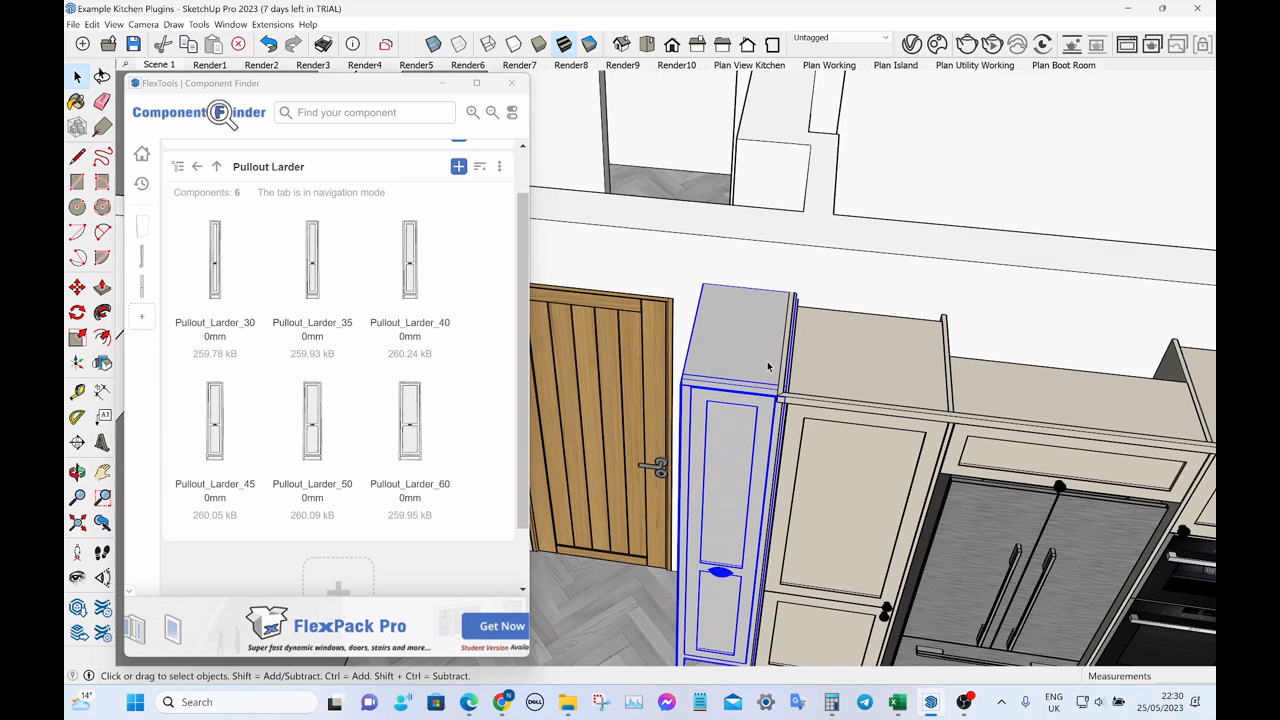 Example Kitchen Plugins - SketchUp Pro 2023 (7 days left in TRIAL)
File Edit View Camera Draw Tools Window Extensions Help
Untagged
Scene 1 Render1 Render2 Render3 Render4 Render5 Render6 Render7 Render8 Render9 Render10 Plan View Kitchen Plan Working Plan Island Plan Utility Working Plan Boot Room
FlexTools | Component Finder
Component Finder
Find your component
Pullout Larder
Components: 6 The tab is in navigation mode
Pullout_Larder_30 Pullout_Larder_35 Pullout_Larder_40
0mm 0mm 0mm
259.78 kB 259.93 kB 260.24 kB
Pullout_Larder_45 Pullout_Larder_50 Pullout_Larder_60
0mm 0mm 0mm
260.05 kB 260.09 kB 259.95 kB
FlexPack Pro
Get Now
Super fast dynamic windows, doors, stairs and more...
Student Version Availa
Click or drag to select objects. Shift = Add/Subtract. Ctrl = Add. Shift + Ctrl = Subtract.
Measurements
14°
Search
DELL
ENG
UK
22:30
25/05/2023